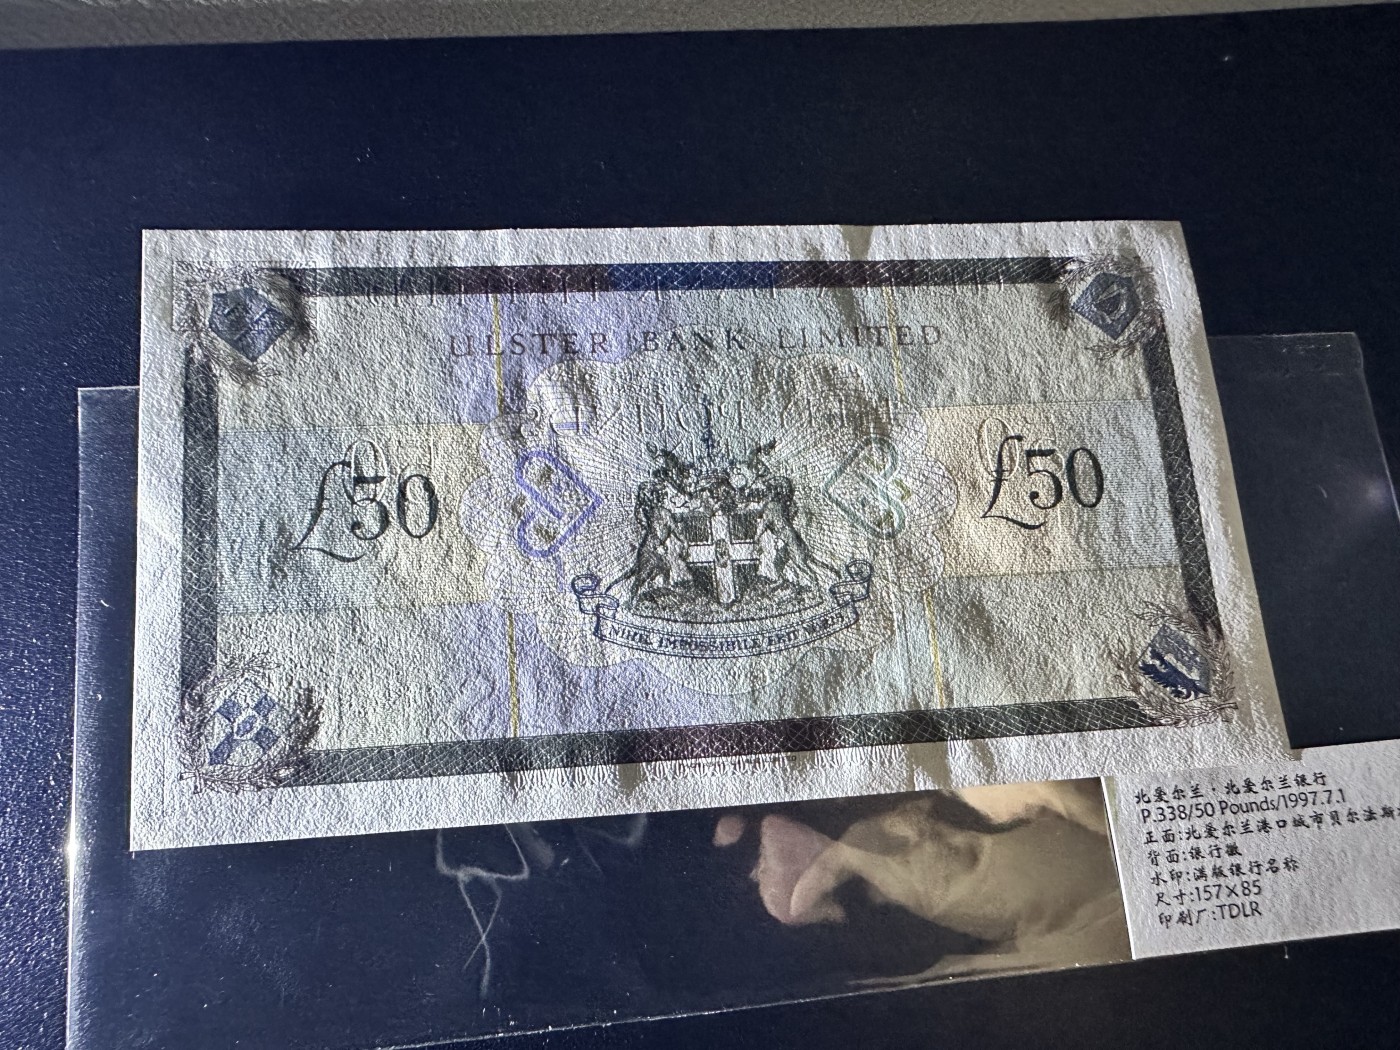 ULSTER BANK LIMITED
£50
£50
北爱尔兰·北爱尔兰银行
P.338/50 Pounds/1997.7.1
正面:北爱尔兰港口城市贝尔法斯
背面:银行徽
水印:满版银行名称
尺寸:157×85
印刷厂:TDLR